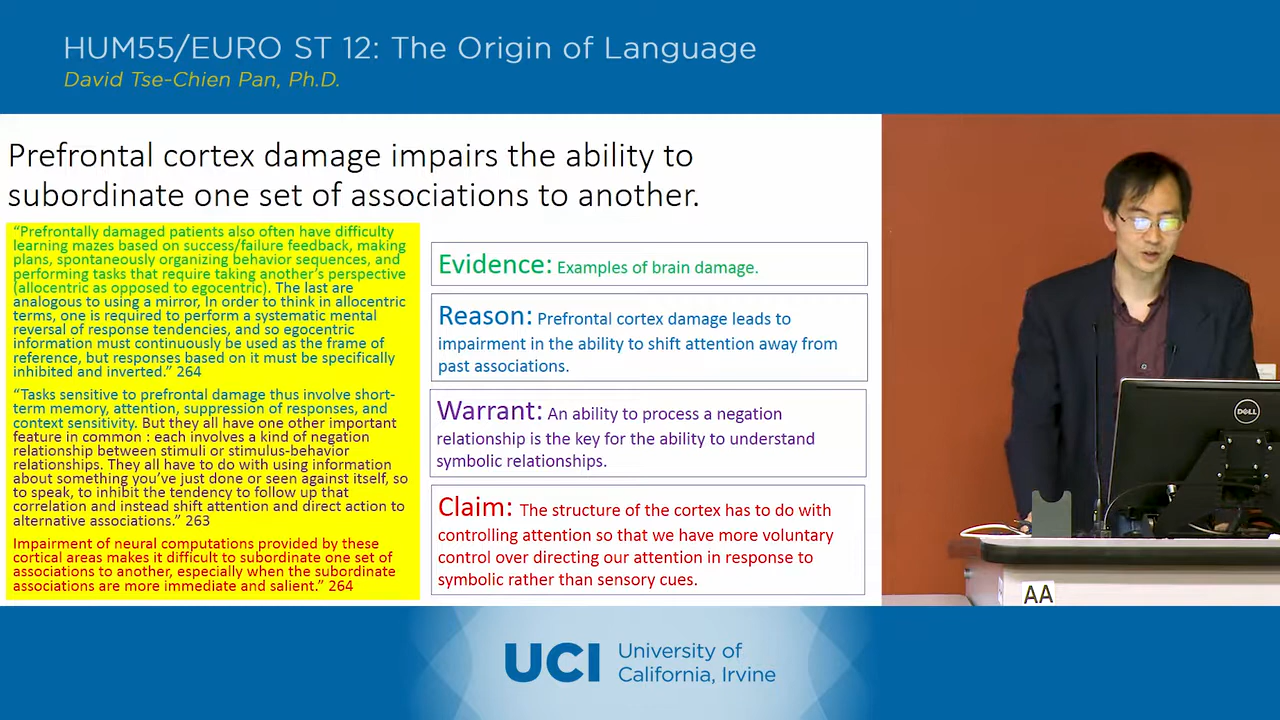 HUM55/EURO ST 12: The Origin of Language
David Tse-Chien Pan, Ph.D.
Prefrontal cortex damage impairs the ability to
subordinate one set of associations to another.
“Prefrontally damaged patients also often have difficulty
learning mazes based on success/failure feedback, making
plans, spontaneously organizing behavior sequences, and
performing tasks that require taking another’s perspective
(allocentric as opposed to egocentric). The last are
analogous to using a mirror, In order to think in allocentric
terms, one is required to perform a systematic mental
reversal of response tendencies, and so egocentric
information must continuously be used as the frame of
reference, but responses based on it must be specifically
inhibited and inverted.” 264
“Tasks sensitive to prefrontal damage thus involve short-
term memory, attention, suppression of responses, and
context sensitivity. But they all have one other important
feature in common : each involves a kind of negation
relationship between stimuli or stimulus-behavior
relationships. They all have to do with using information
about something you’ve just done or seen against itself, so
to speak, to inhibit the tendency to follow up that
correlation and instead shift attention and direct action to
alternative associations.” 263
Impairment of neural computations provided by these
cortical areas makes it difficult to subordinate one set of
associations to another, especially when the subordinate
associations are more immediate and salient.” 264
Evidence: Examples of brain damage.
Reason: Prefrontal cortex damage leads to
impairment in the ability to shift attention away from
past associations.
Warrant: An ability to process a negation
relationship is the key for the ability to understand
symbolic relationships.
Claim: The structure of the cortex has to do with
controlling attention so that we have more voluntary
control over directing our attention in response to
symbolic rather than sensory cues.
DELL
AA
UCI University of
California, Irvine